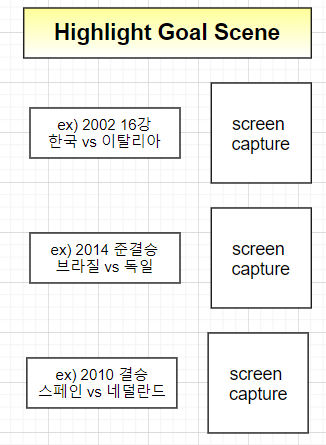 Highlight Goal Scene
ex) 2002 16강
한국 vs 이탈리아
screen
capture
ex) 2014 준결승
브라질 vs 독일
screen
capture
ex) 2010 결승
스페인 vs 네덜란드
screen
capture